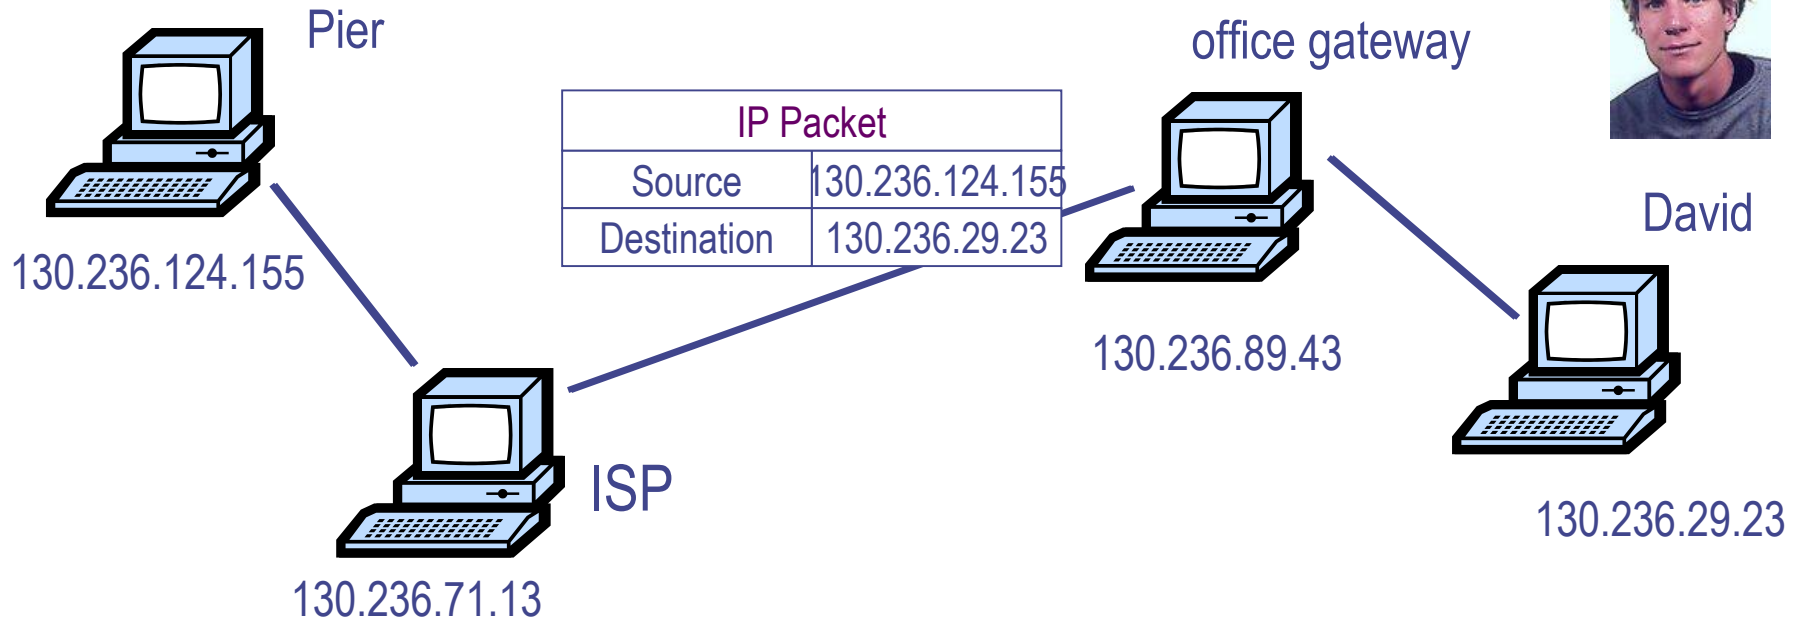 Pier
office gateway
IP Packet
Source 130.236.124.155
Destination 130.236.29.23
David
130.236.124.155
130.236.89.43
ISP
130.236.29.23
130.236.71.13